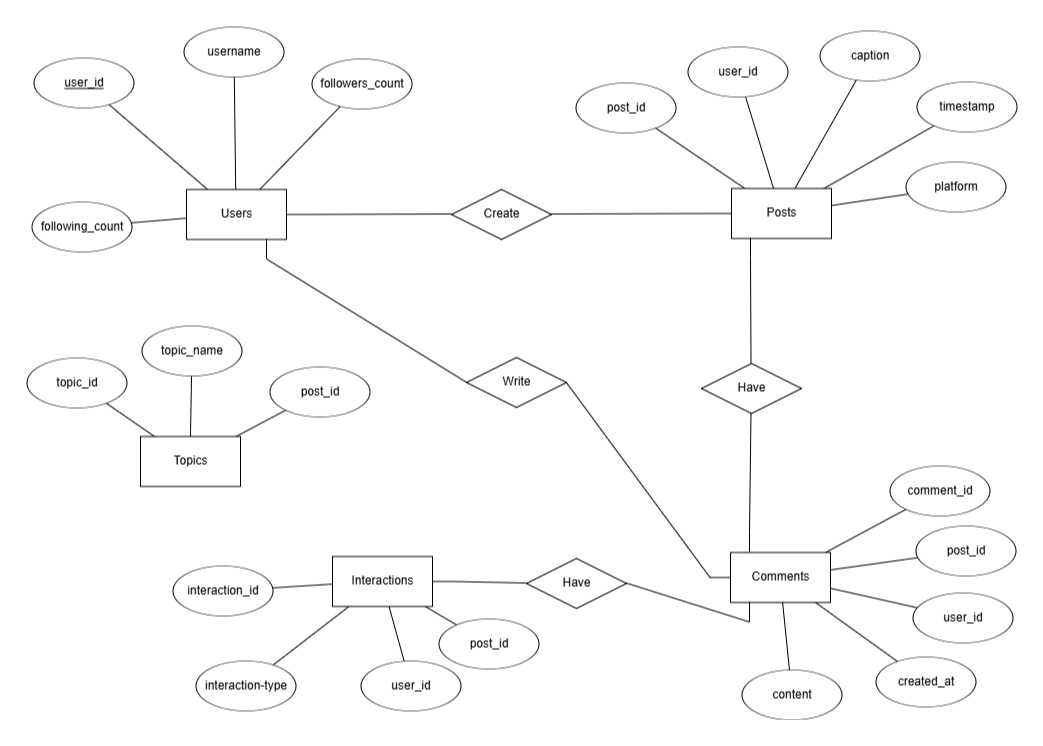 username
user_id
followers_count
following_count
Users
Create
caption
user_id
post_id
timestamp
platform
Posts
topic_name
topic_id
post_id
Topics
Write
Have
comment_id
post_id
user_id
created_at
content
Comments
Interactions
Have
interaction_id
post_id
interaction-type
user_id